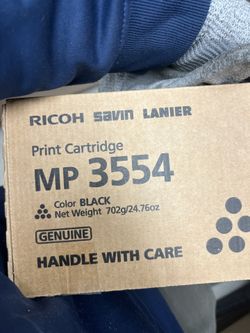 RICOH savin LANIER
Print Cartridge
MP 3554
Color BLACK
Net Weight 702g/24.76oz
GENUINE
HANDLE WITH CARE